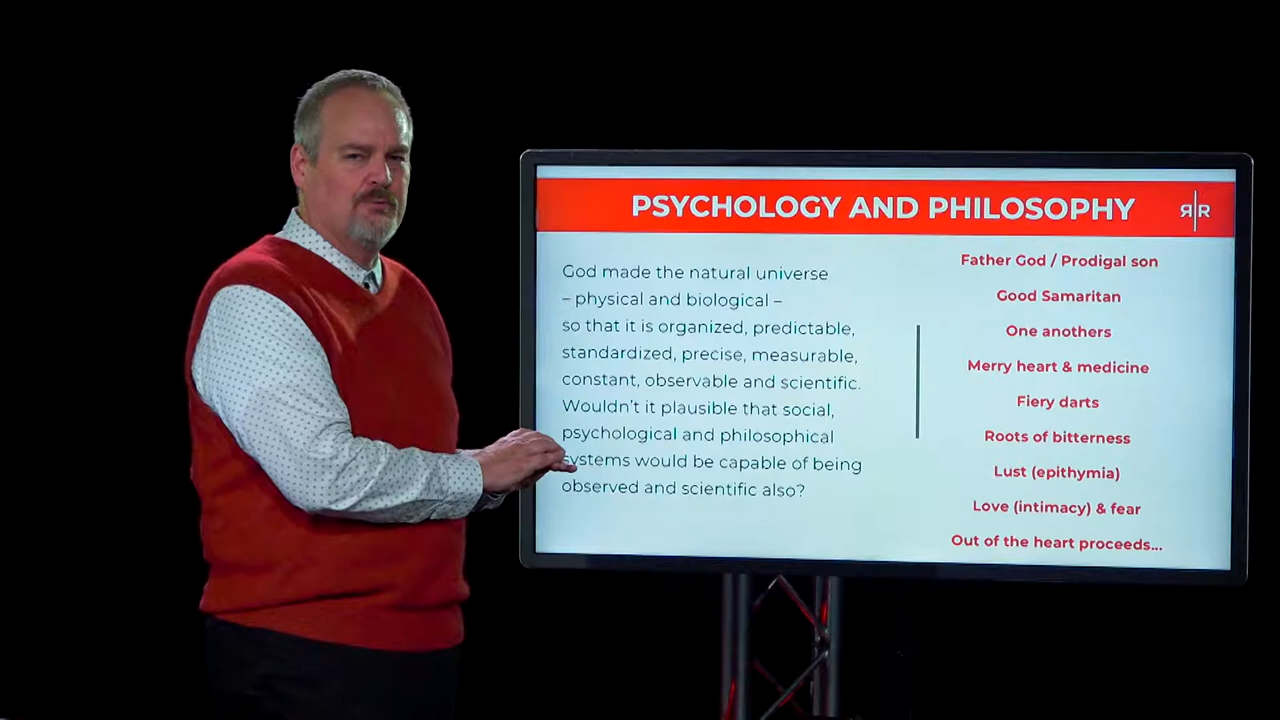 PSYCHOLOGY AND PHILOSOPHY
ЯR
God made the natural universe
– physical and biological –
so that it is organized, predictable,
standardized, precise, measurable,
constant, observable and scientific.
Wouldn't it plausible that social,
psychological and philosophical
systems would be capable of being
observed and scientific also?
Father God / Prodigal son
Good Samaritan
One anothers
Merry heart & medicine
Fiery darts
Roots of bitterness
Lust (epithymia)
Love (intimacy) & fear
Out of the heart proceeds...